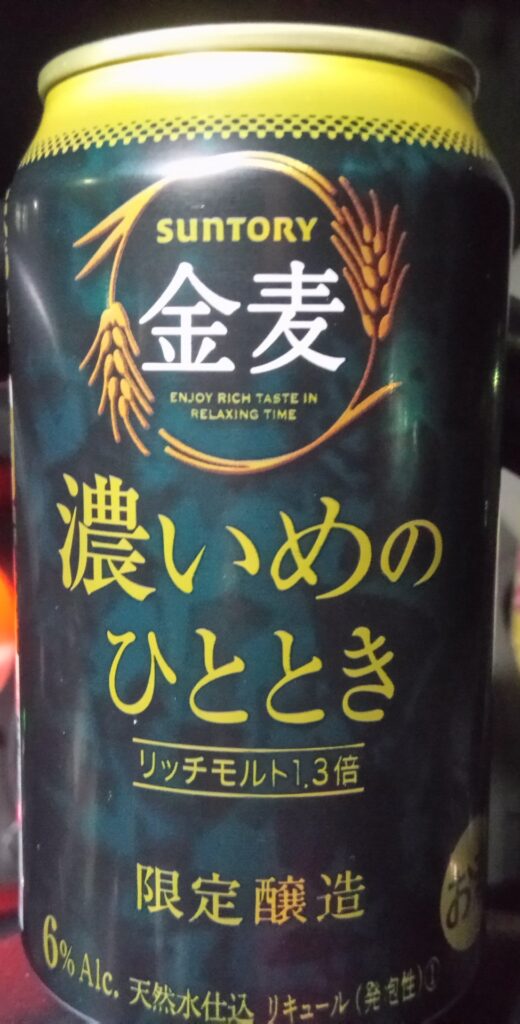 SUNTORY
金麦
ENJOY RICH TASTE IN
RELAXING TIME
濃いめの
ひととき
リッチモルト1.3倍
限定醸造
お
6% Alc. 天然水仕込 リキュール(発泡性)①